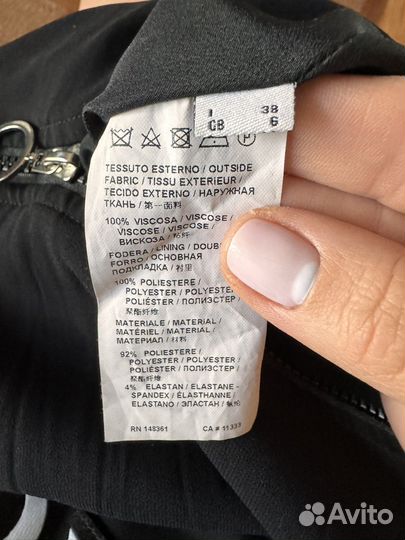 I 38
GB 6
P
TESSUTO ESTERNO / OUTSIDE
FABRIC / TISSU EXTERIEUR /
TECIDO EXTERNO / НАРУЖНАЯ
ТКАНЬ / 第一面料
100% VISCOSA / VISCOSE /
VISCOSE / VISCOSE /
ВИСКОЗА / 粘纤
FODERA / LINING / DOUBL
FORRO / ОСНОВНАЯ
ПОДКЛАДКА / 衬里
100% POLIESTERE /
POLYESTER / POLYESTER /
POLIÉSTER / ПОЛИЭСТЕР /
聚酯纤维
MATERIALE / MATERIAL /
MATÉRIEL / MATERIAL /
МАТЕРИАЛ / 材料
92% POLIESTERE /
POLYESTER / POLYESTER /
POLIÉSTER / ПОЛИЭСТЕР /
聚酯纤维
4% ELASTAN / ELASTANE -
SPANDEX / ÉLASTHANNE /
ELASTANO / ЭЛАСТАН / 氨纶
RN 148361 CA # 11333
Avito